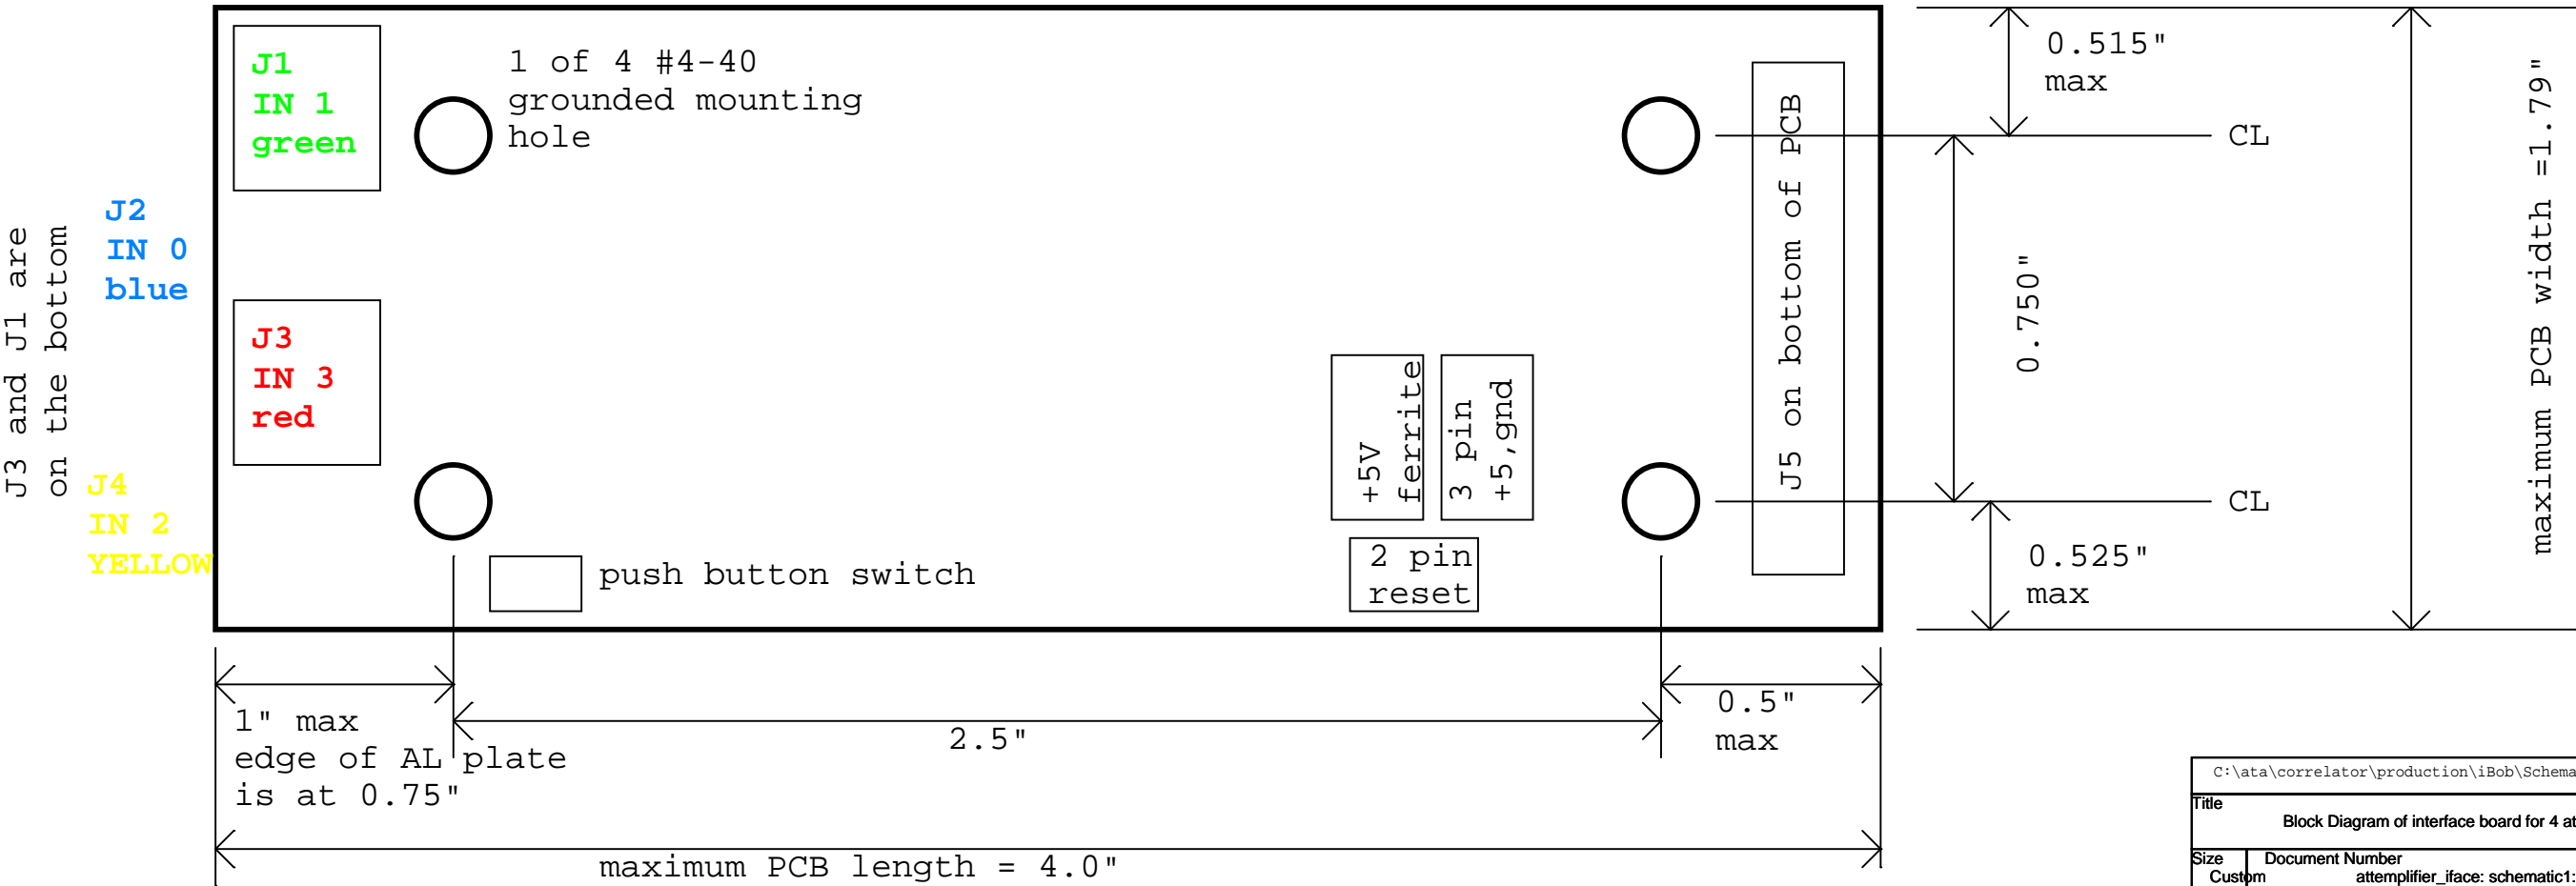 J3 and J1 are
on the bottom
J1
IN 1
green
J2
IN 0
blue
J3
IN 3
red
J4
IN 2
YELLOW
1 of 4 #4-40
grounded mounting
hole
push button switch
+5V
ferrite
3 pin
+5,gnd
2 pin
reset
J5 on bottom of PCB
0.515"
max
CL
0.750"
CL
0.525"
max
maximum PCB width =1.79"
1" max
edge of AL plate
is at 0.75"
2.5"
0.5"
max
maximum PCB length = 4.0"
C:\ata\correlator\production\iBob\Schema
Title
Block Diagram of interface board for 4 at
Size
Custom
Document Number
attemplifier_iface: schematic1: